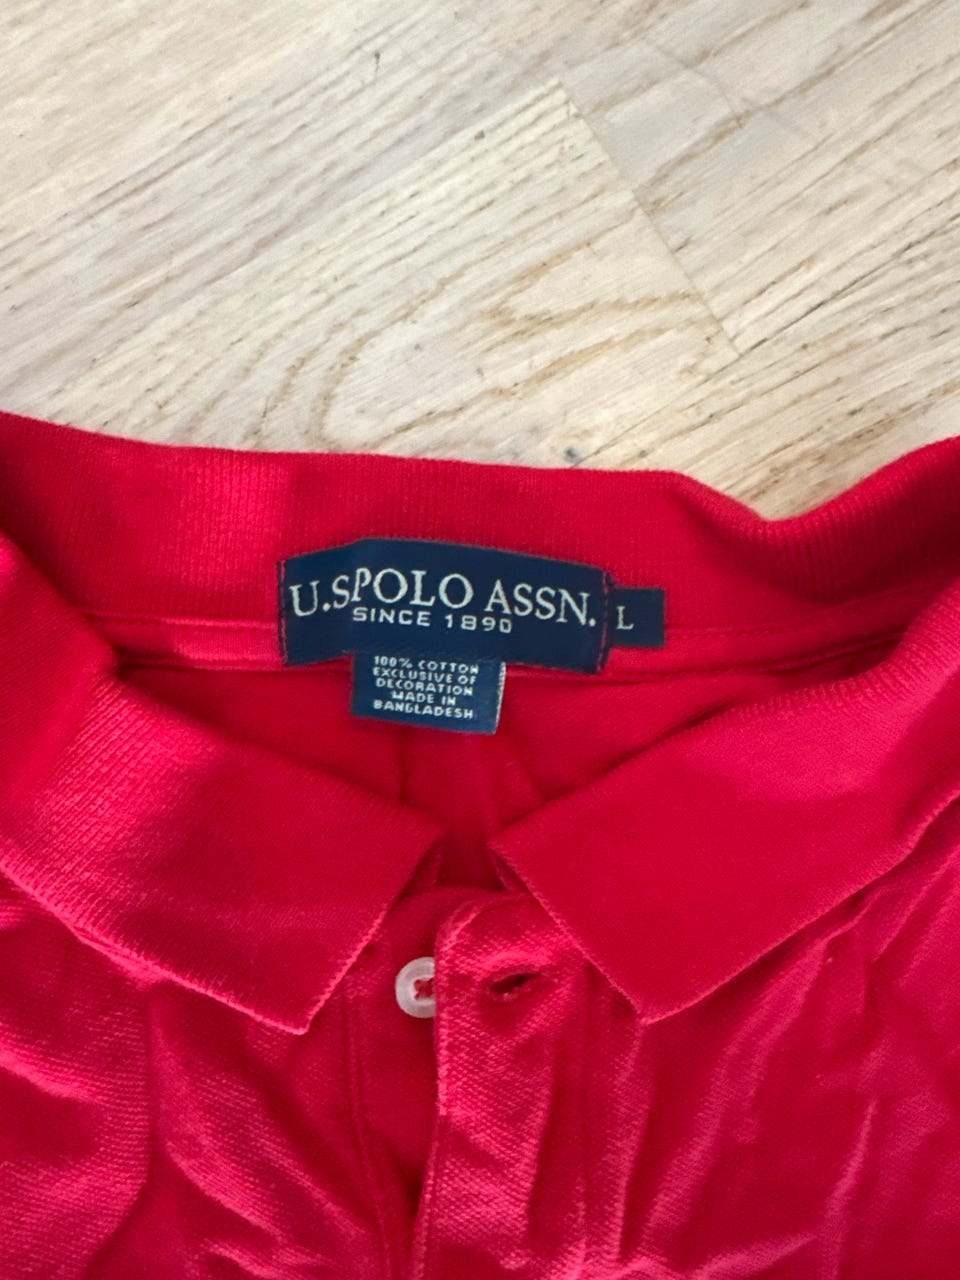 U.S POLO ASSN.
SINCE 1890
L
100% COTTON
EXCLUSIVE OF
DECORATION
MADE IN
BANGLADESH